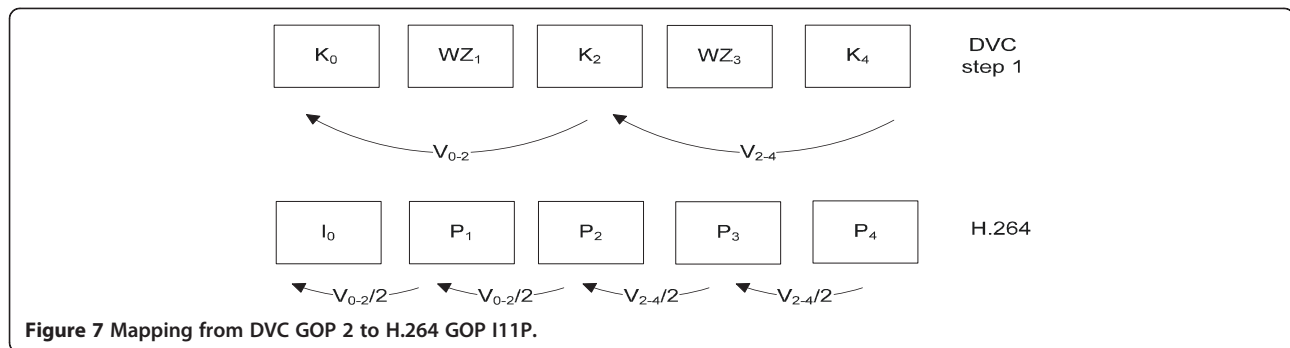 K₀ WZ₁ K₂ WZ₃ K₄ DVC
step 1
V₀₋₂ V₂₋₄
I₀ P₁ P₂ P₃ P₄ H.264
V₀₋₂/2 V₀₋₂/2 V₂₋₄/2 V₂₋₄/2
Figure 7 Mapping from DVC GOP 2 to H.264 GOP I11P.